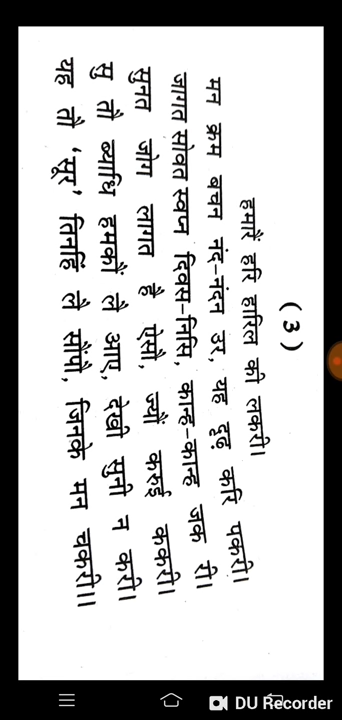 (3)
हमारैं हरि हारिल की लकरी।
मन क्रम बचन नंद-नंदन उर, यह दृढ़ करि पकरी।
जागत सोवत स्वप्न दिवस-निसि, कान्ह-कान्ह जक री।
सुनत जोग लागत है ऐसौ, ज्यौं करुई ककरी।
सु तौ ब्याधि हमकौं लै आए, देखी सुनी न करी।
यह तौ ‘सूर’ तिनहिं लै सौंपौ, जिनके मन चकरी।।
DU Recorder